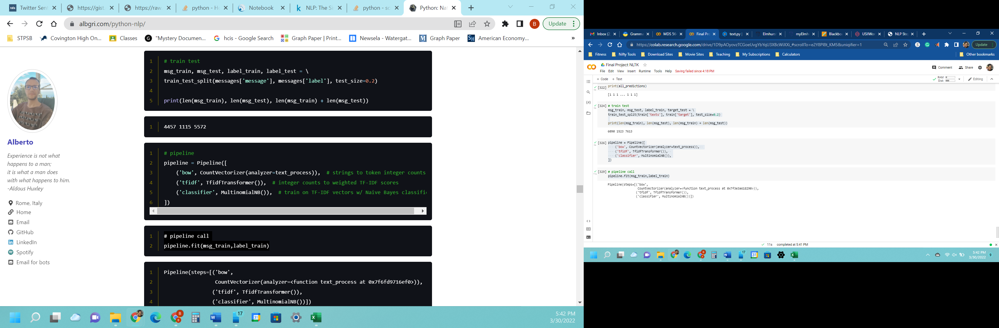 Twitter Sent
https://gist.
https://raw.
python - Ho
Notebook
NLP: The Si
python - sc
Python: Nat
albgri.com/python-nlp/
B
Update
STPSB
Covington High On...
Classes
"Mystery Documen...
hcis - Google Search
Graph Paper | Print...
Newsela - Watergat...
Graph Paper
American Economy...
»
1 # train test
2 msg_train, msg_test, label_train, label_test = \
3 train_test_split(messages['message'], messages['label'], test_size=0.2)
4
5 print(len(msg_train), len(msg_test), len(msg_train) + len(msg_test))
1 4457 1115 5572
1 # pipeline
2 pipeline = Pipeline([
3 ('bow', CountVectorizer(analyzer=text_process)),  # strings to token integer counts
4 ('tfidf', TfidfTransformer()),  # integer counts to weighted TF-IDF scores
5 ('classifier', MultinomialNB()),  # train on TF-IDF vectors w/ Naive Bayes classifie
6 ])
1 # pipeline call
2 pipeline.fit(msg_train,label_train)
1 Pipeline(steps=[('bow',
2 CountVectorizer(analyzer=<function text_process at 0x7f6fd9716ef0>)),
3 ('tfidf', TfidfTransformer()),
4 ('classifier', MultinomialNB())])
Alberto
Experience is not what
happens to a man;
it is what a man does
with what happens to him.
-Aldous Huxley
Rome, Italy
Home
Email
GitHub
LinkedIn
Spotify
Email for bots
17
31
5:42 PM
3/30/2022
Inbox (2
Gramma
MDS 56
Final Pro
text.py |
Elmhurs
myElmh
Blackbo
USIIWor
NLP Ste
https://colab.research.google.com/drive/1D9pAOyovzTCGoeUvgYbYqU3XBcWiXXi_#scrollTo=e2Y8PI8t_KM5&uniqifier=1
Update
Fitness
Nifty Tools
Download Sites
Movie Sites
Teaching
My Subscriptions
Calculators
Other bookmarks
Final Project NLTK
File Edit View Insert Runtime Tools Help Saving failed since 4:18 PM
Comment
Share
+ Code + Text
RAM
Disk
Editing
[322] print(all_predictions)
[1 1 1 ... 1 1 1]
[324] # train test
msg_train, msg_test, label_train, target_test = \
train_test_split(train['texts'], train['target'], test_size=0.2)
print(len(msg_train), len(msg_test), len(msg_train) + len(msg_test))
6090 1523 7613
[326] pipeline = Pipeline([
('bow', CountVectorizer(analyzer=text_process)),
('tfidf', TfidfTransformer()),
('classifier', MultinomialNB()),
])
[329] # pipeline call
pipeline.fit(msg_train,label_train)
Pipeline(steps=[('bow',
CountVectorizer(analyzer=<function text_process at 0x7f3e3a618290>)),
('tfidf', TfidfTransformer()),
('classifier', MultinomialNB())])
11s completed at 5:41 PM
17
31
5:42 PM
3/30/2022
9